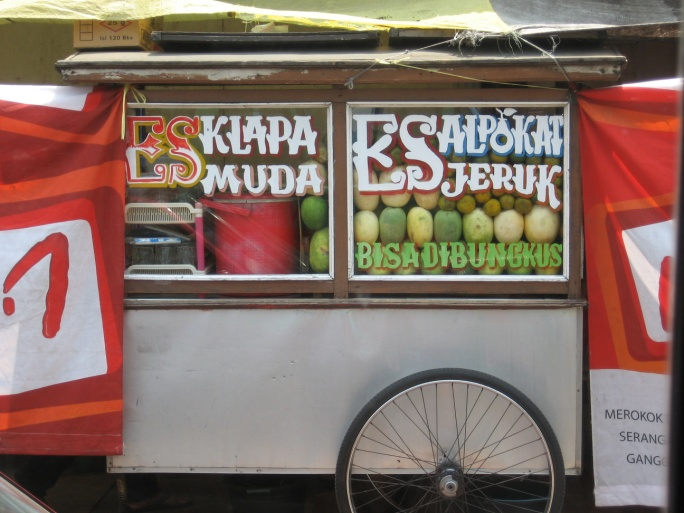 ES KLAPA
MUDA
ES ALPOKAT
JERUK
BISA DIBUNGKUS
MEROKOK
SERANG
GANGG